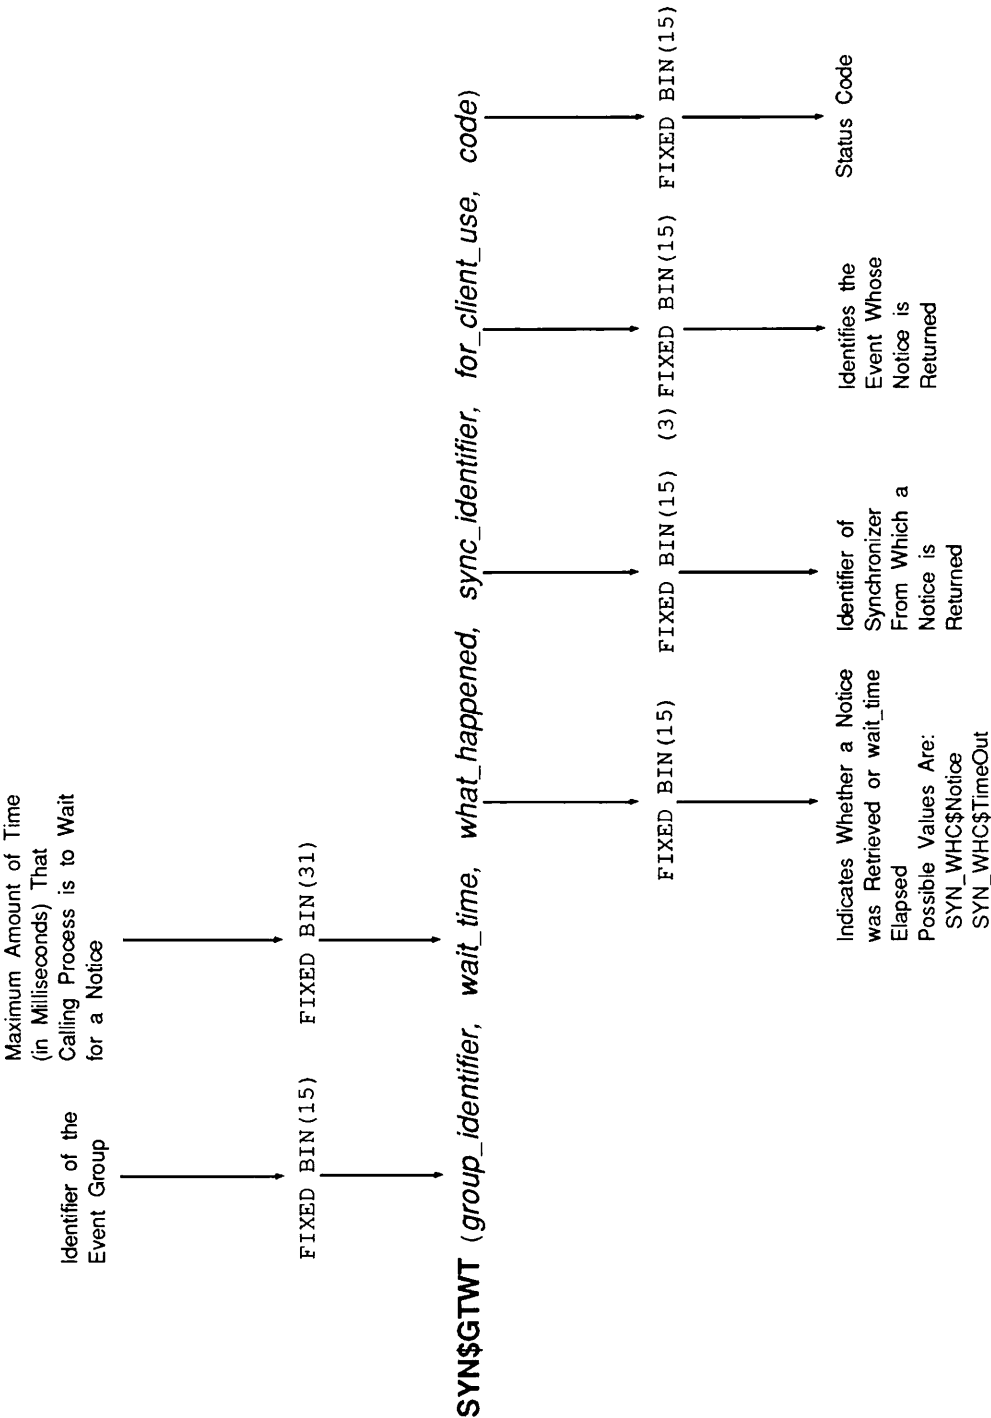 Identifier of the
Event Group
Maximum Amount of Time
(in Milliseconds) That
Calling Process is to Wait
for a Notice
FIXED BIN(15)
FIXED BIN(31)
SYN$GTWT (group_identifier, wait_time, what_happened, sync_identifier, for_client_use, code)
FIXED BIN(15)
FIXED BIN(15)
(3) FIXED BIN(15)
FIXED BIN(15)
Indicates Whether a Notice
was Retrieved or wait_time
Elapsed
Possible Values Are:
SYN_WHC$Notice
SYN_WHC$TimeOut
Identifier of
Synchronizer
From Which a
Notice is
Returned
Identifies the
Event Whose
Notice is
Returned
Status Code